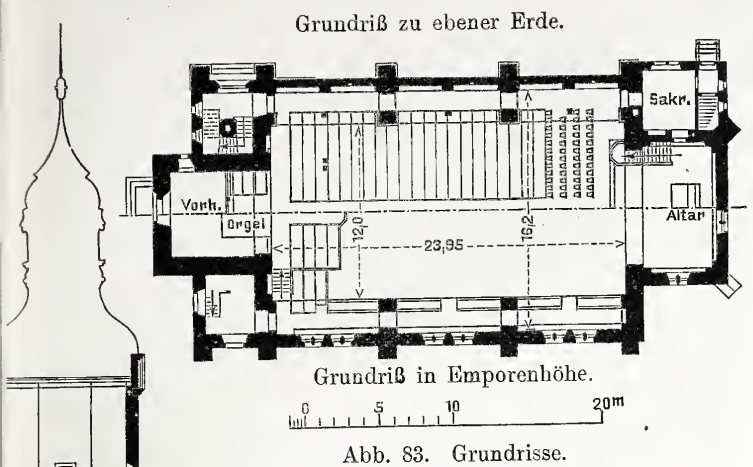 Grundriß zu ebener Erde.
Sakr.
Vorh.
Orgel
Altar
12,0
16,2
23,95
Grundriß in Emporenhöhe.
0 5 10 20m
Abb. 83. Grundrisse.